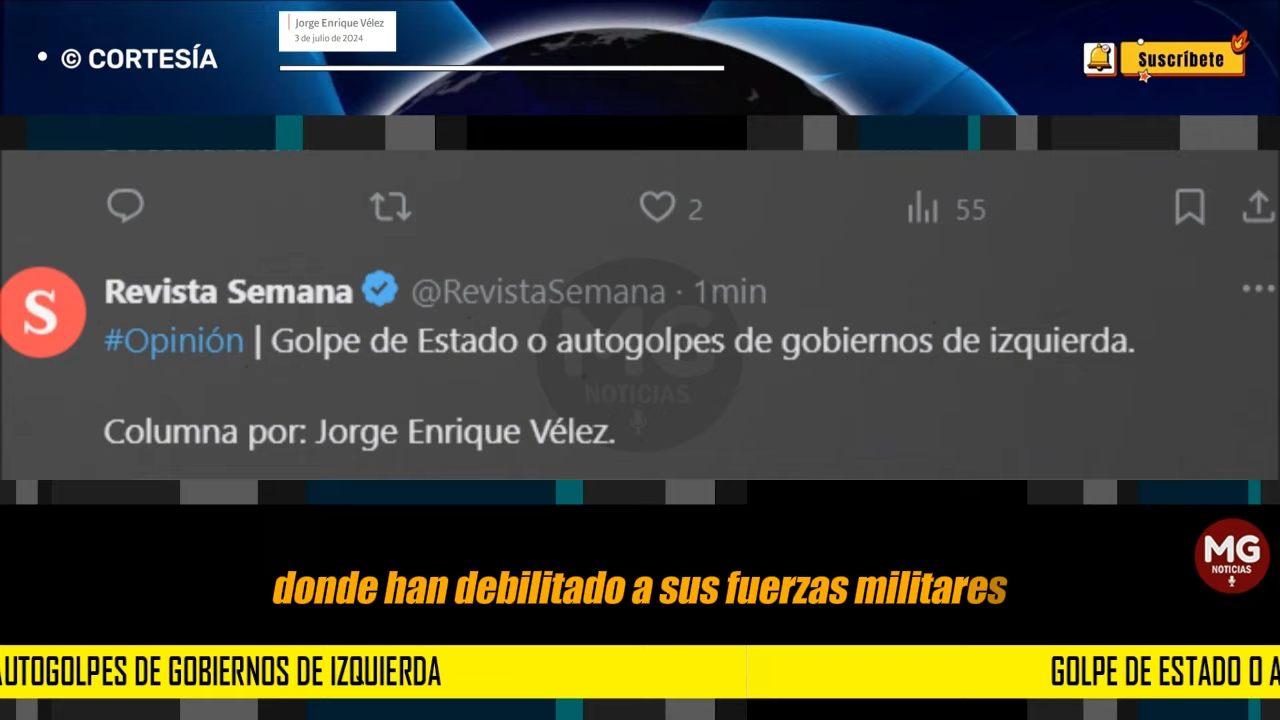 Jorge Enrique Vélez
3 de julio de 2024
© CORTESÍA
Suscríbete
2
55
S
Revista Semana @RevistaSemana · 1min
#Opinión | Golpe de Estado o autogolpes de gobiernos de izquierda.
MG
NOTICIAS
Columna por: Jorge Enrique Vélez.
MG
NOTICIAS
donde han debilitado a sus fuerzas militares
AUTOGOLPES DE GOBIERNOS DE IZQUIERDA
GOLPE DE ESTADO O A